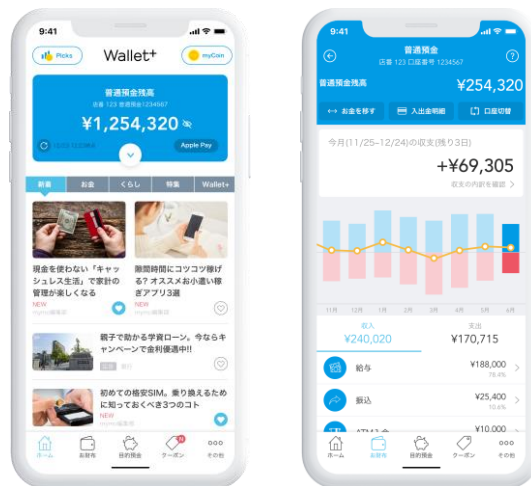 9:41
Picks
Wallet+
myCoin
普通預金残高
店番 123 普通預金1234567
¥1,254,320
Apple Pay
新着
お金
くらし
特集
Wallet+
現金を使わない「キャッ
シュレス生活」で家計の
管理が楽しくなる
NEW
隙間時間にコツコツ稼げ
る? オススメお小遣い稼
ぎアプリ3選
NEW
親子で助かる学資ローン。今ならキ
ャンペーンで金利優遇中!!
初めての格安SIM。乗り換えるため
に知っておくべき3つのコト
NEW
ホーム
お財布
目的預金
クーポン
N
その他
9:41
普通預金
店番 123 口座番号 1234567
普通預金残高
¥254,320
お金を移す
入出金明細
口座切替
今月(11/25~12/24)の収支(残り3日)
+¥69,305
収支の内訳を確認
11月
12月
1月
2月
3月
4月
5月
6月
収入
¥240,020
支出
¥170,715
給与
¥188,000
78.4%
振込
¥25,400
10.6%
¥10,000
ホーム
お財布
目的預金
クーポン
その他